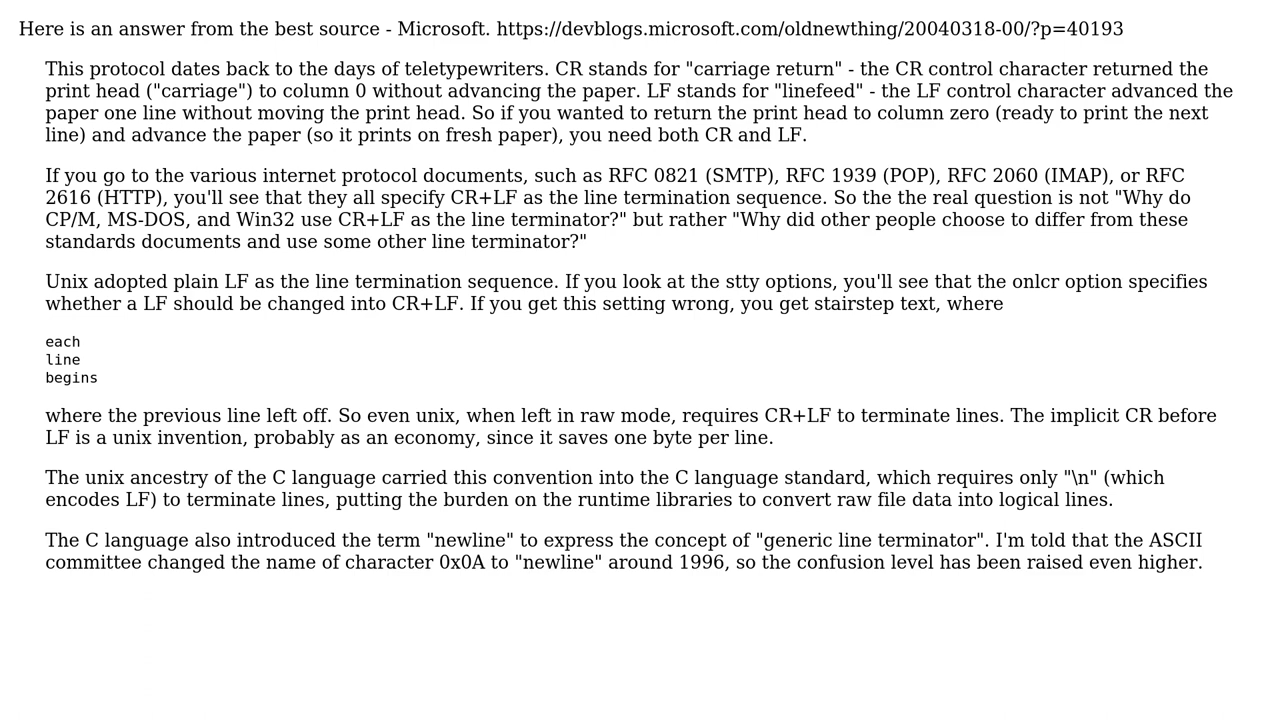 Here is an answer from the best source - Microsoft. https://devblogs.microsoft.com/oldnewthing/20040318-00/?p=40193
This protocol dates back to the days of teletypewriters. CR stands for "carriage return" - the CR control character returned the
print head ("carriage") to column 0 without advancing the paper. LF stands for "linefeed" - the LF control character advanced the
paper one line without moving the print head. So if you wanted to return the print head to column zero (ready to print the next
line) and advance the paper (so it prints on fresh paper), you need both CR and LF.
If you go to the various internet protocol documents, such as RFC 0821 (SMTP), RFC 1939 (POP), RFC 2060 (IMAP), or RFC
2616 (HTTP), you'll see that they all specify CR+LF as the line termination sequence. So the the real question is not "Why do
CP/M, MS-DOS, and Win32 use CR+LF as the line terminator?" but rather "Why did other people choose to differ from these
standards documents and use some other line terminator?"
Unix adopted plain LF as the line termination sequence. If you look at the stty options, you'll see that the onlcr option specifies
whether a LF should be changed into CR+LF. If you get this setting wrong, you get stairstep text, where
each
line
begins
where the previous line left off. So even unix, when left in raw mode, requires CR+LF to terminate lines. The implicit CR before
LF is a unix invention, probably as an economy, since it saves one byte per line.
The unix ancestry of the C language carried this convention into the C language standard, which requires only "\n" (which
encodes LF) to terminate lines, putting the burden on the runtime libraries to convert raw file data into logical lines.
The C language also introduced the term "newline" to express the concept of "generic line terminator". I'm told that the ASCII
committee changed the name of character 0x0A to "newline" around 1996, so the confusion level has been raised even higher.